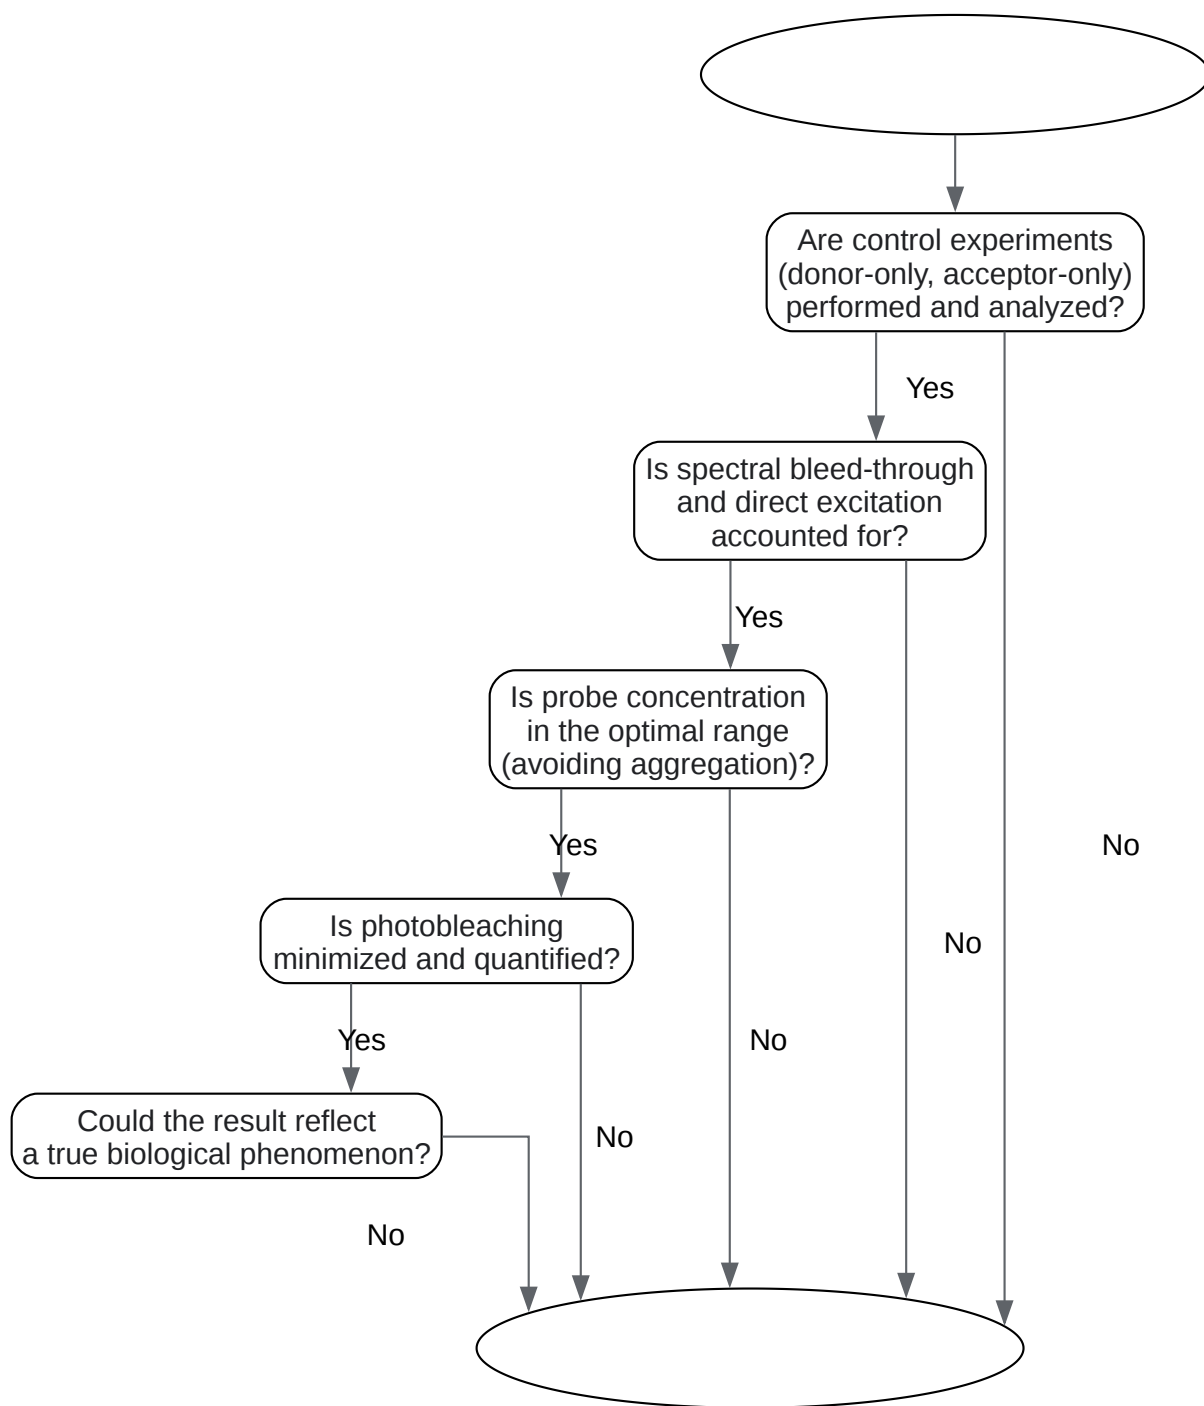 Are control experiments
(donor-only, acceptor-only)
performed and analyzed?
Yes
Is spectral bleed-through
and direct excitation
accounted for?
Yes
Is probe concentration
in the optimal range
(avoiding aggregation)?
Yes
No
Is photobleaching
minimized and quantified?
No
Yes
No
Could the result reflect
a true biological phenomenon?
No
No